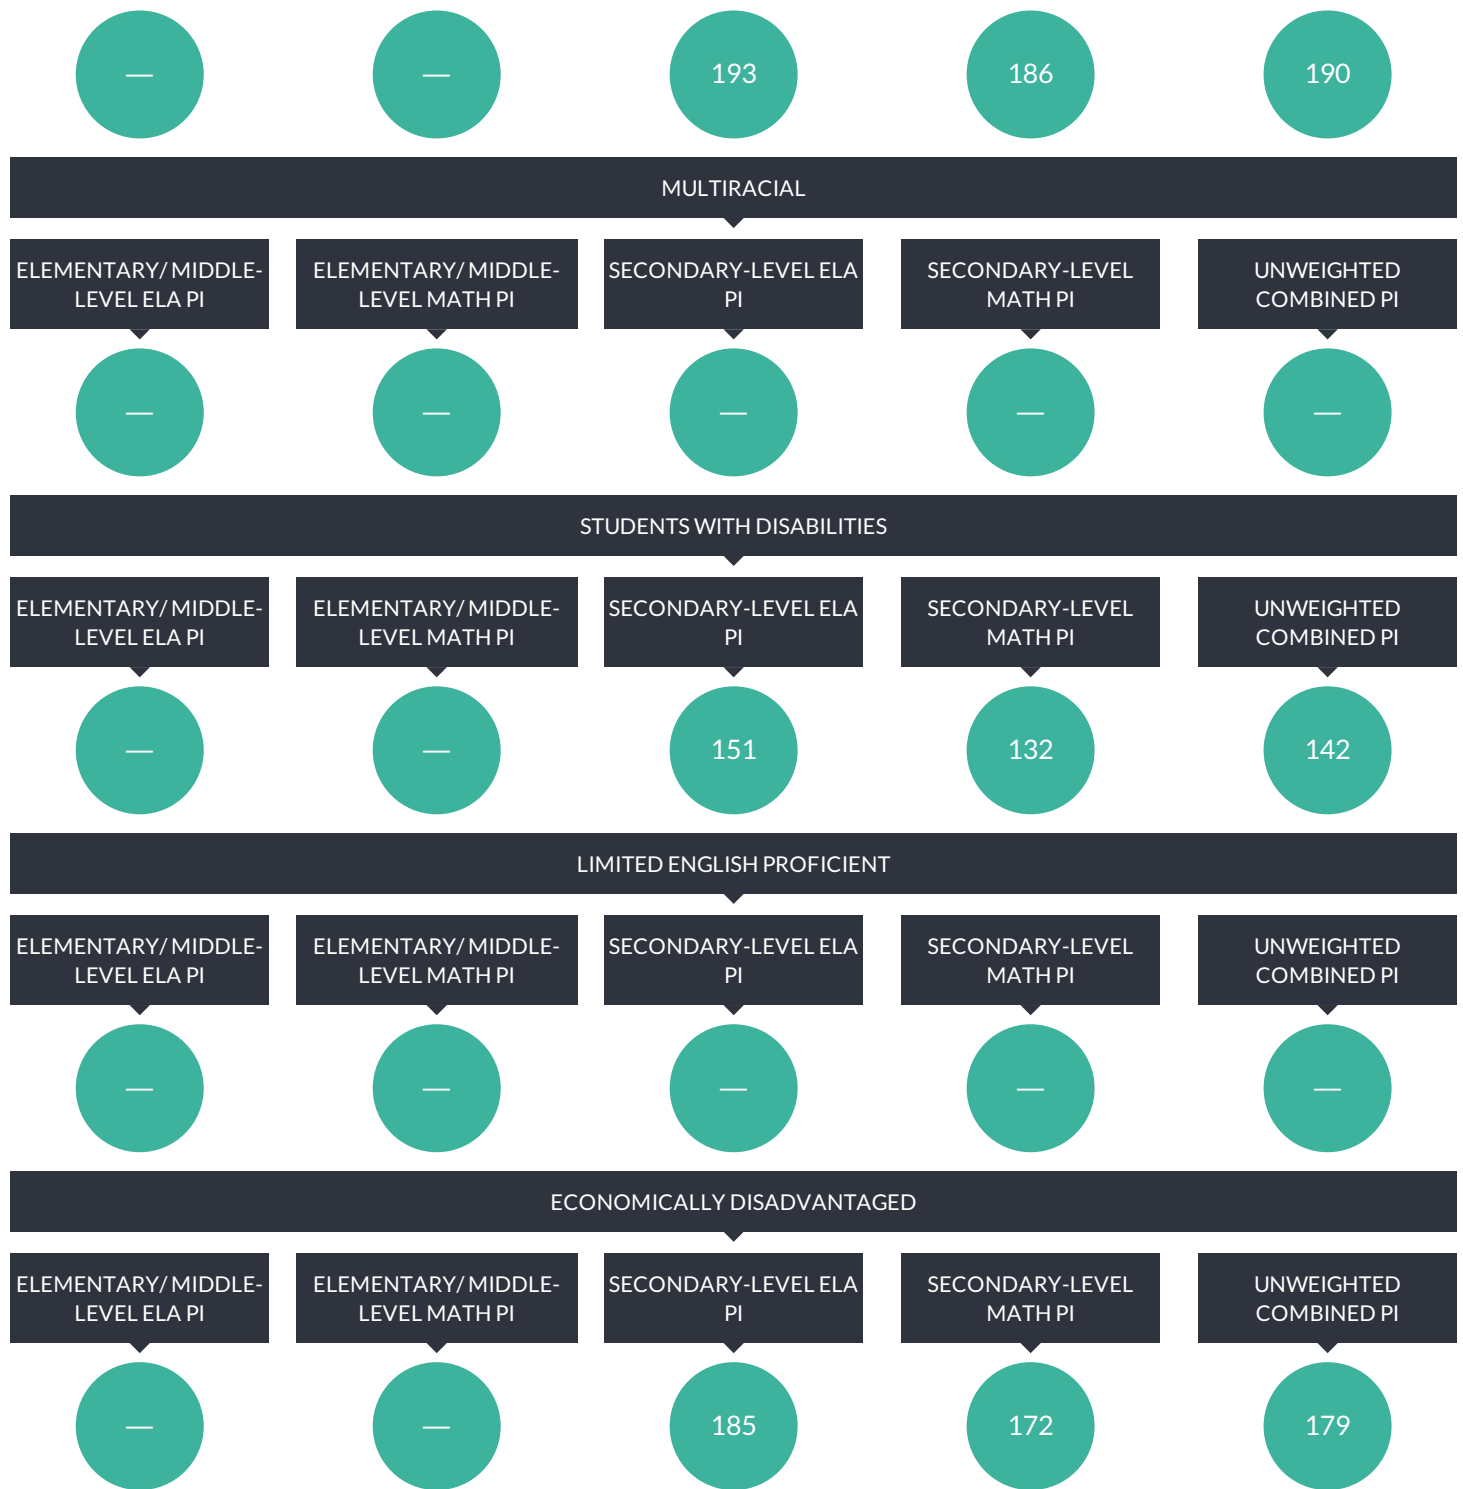 — — 193 186 190
MULTIRACIAL
ELEMENTARY/ MIDDLE- ELEMENTARY/ MIDDLE- SECONDARY-LEVEL ELA SECONDARY-LEVEL UNWEIGHTED
LEVEL ELA PI LEVEL MATH PI PI MATH PI COMBINED PI
— — — — —
STUDENTS WITH DISABILITIES
ELEMENTARY/ MIDDLE- ELEMENTARY/ MIDDLE- SECONDARY-LEVEL ELA SECONDARY-LEVEL UNWEIGHTED
LEVEL ELA PI LEVEL MATH PI PI MATH PI COMBINED PI
— — 151 132 142
LIMITED ENGLISH PROFICIENT
ELEMENTARY/ MIDDLE- ELEMENTARY/ MIDDLE- SECONDARY-LEVEL ELA SECONDARY-LEVEL UNWEIGHTED
LEVEL ELA PI LEVEL MATH PI PI MATH PI COMBINED PI
— — — — —
ECONOMICALLY DISADVANTAGED
ELEMENTARY/ MIDDLE- ELEMENTARY/ MIDDLE- SECONDARY-LEVEL ELA SECONDARY-LEVEL UNWEIGHTED
LEVEL ELA PI LEVEL MATH PI PI MATH PI COMBINED PI
— — 185 172 179